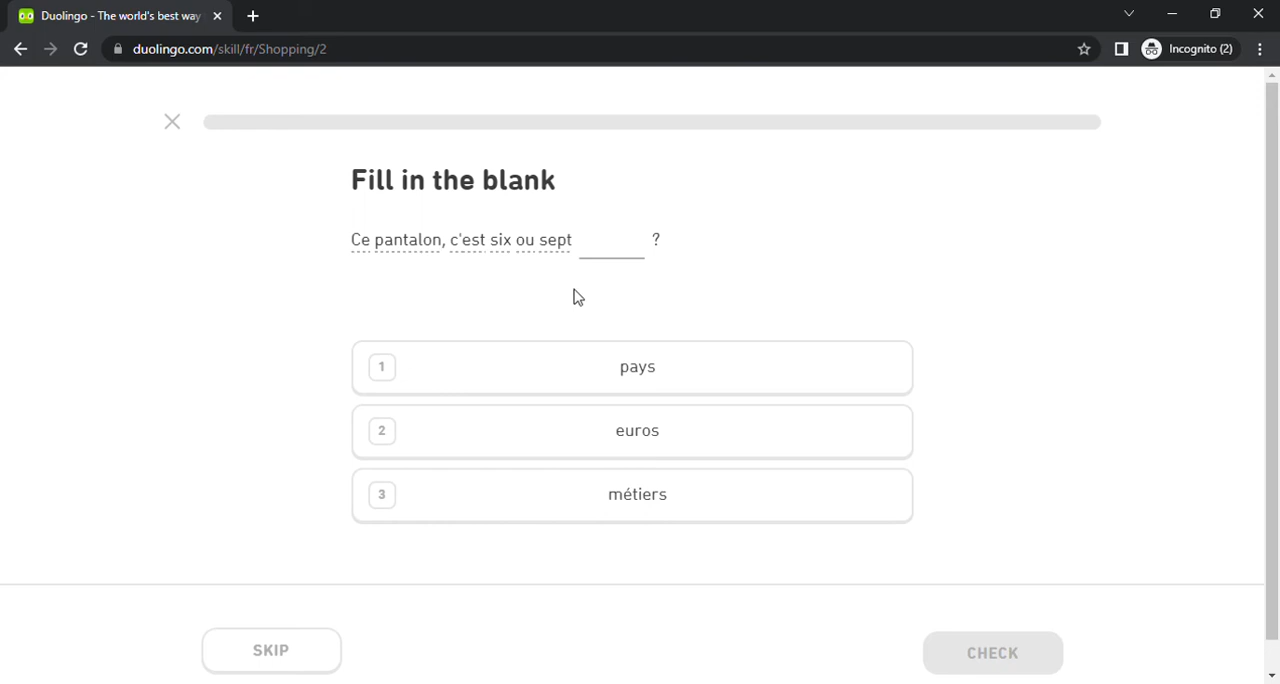 Duolingo - The world's best way
duolingo.com/skill/fr/Shopping/2
Incognito (2)
Fill in the blank
Ce pantalon, c'est six ou sept ______ ?
1 pays
2 euros
3 métiers
SKIP
CHECK